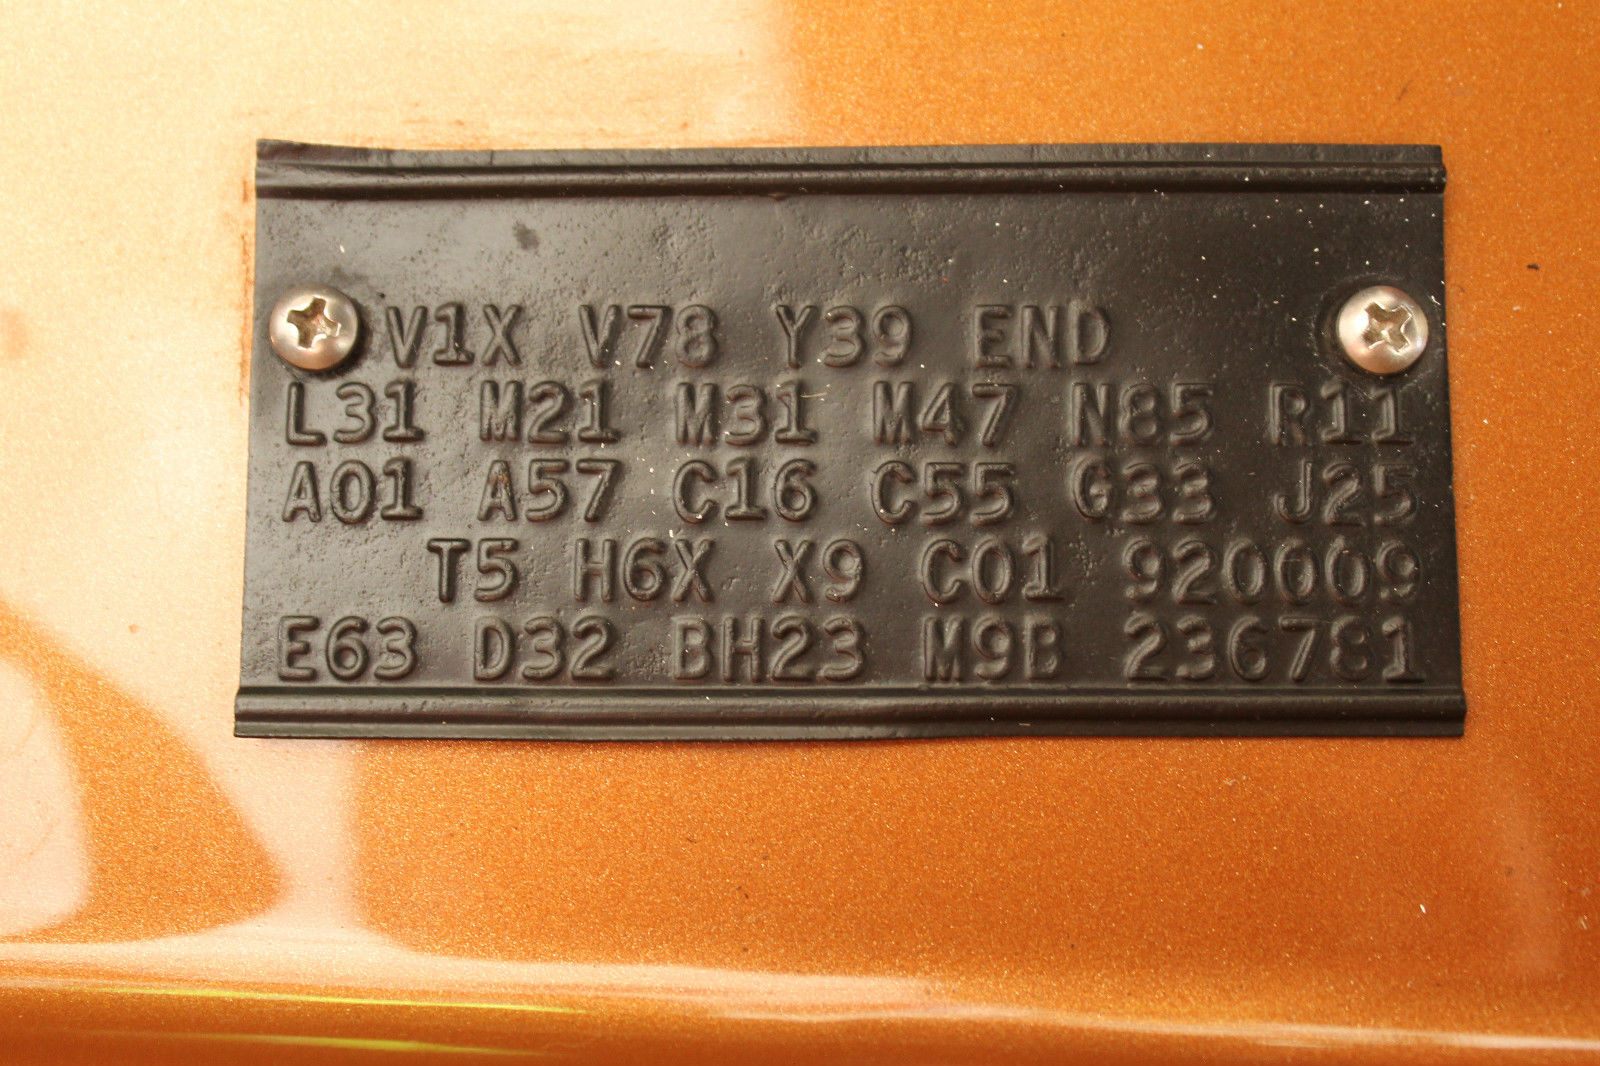 V1X V78 Y39 END
L31 M21 M31 M47 N85 R11
A01 A57 C16 C55 G33 J25
T5 H6X X9 C01 920009
E63 D32 BH23 M9B 236781